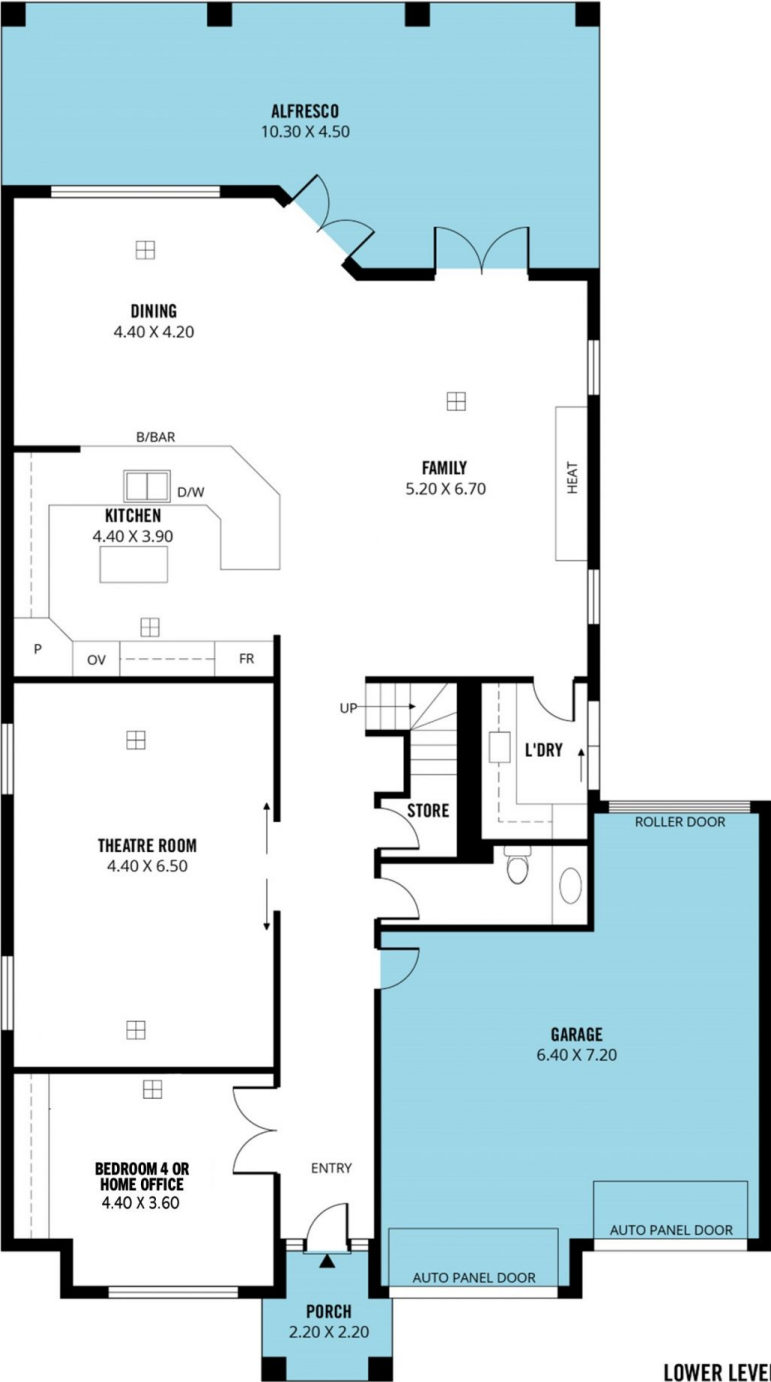 ALFRESCO
10.30 X 4.50
DINING
4.40 X 4.20
B/BAR
D/W
KITCHEN
4.40 X 3.90
FAMILY
5.20 X 6.70
HEAT
P
OV
FR
UP
L'DRY
STORE
ROLLER DOOR
THEATRE ROOM
4.40 X 6.50
GARAGE
6.40 X 7.20
BEDROOM 4 OR
HOME OFFICE
4.40 X 3.60
ENTRY
AUTO PANEL DOOR
AUTO PANEL DOOR
PORCH
2.20 X 2.20
LOWER LEVEL